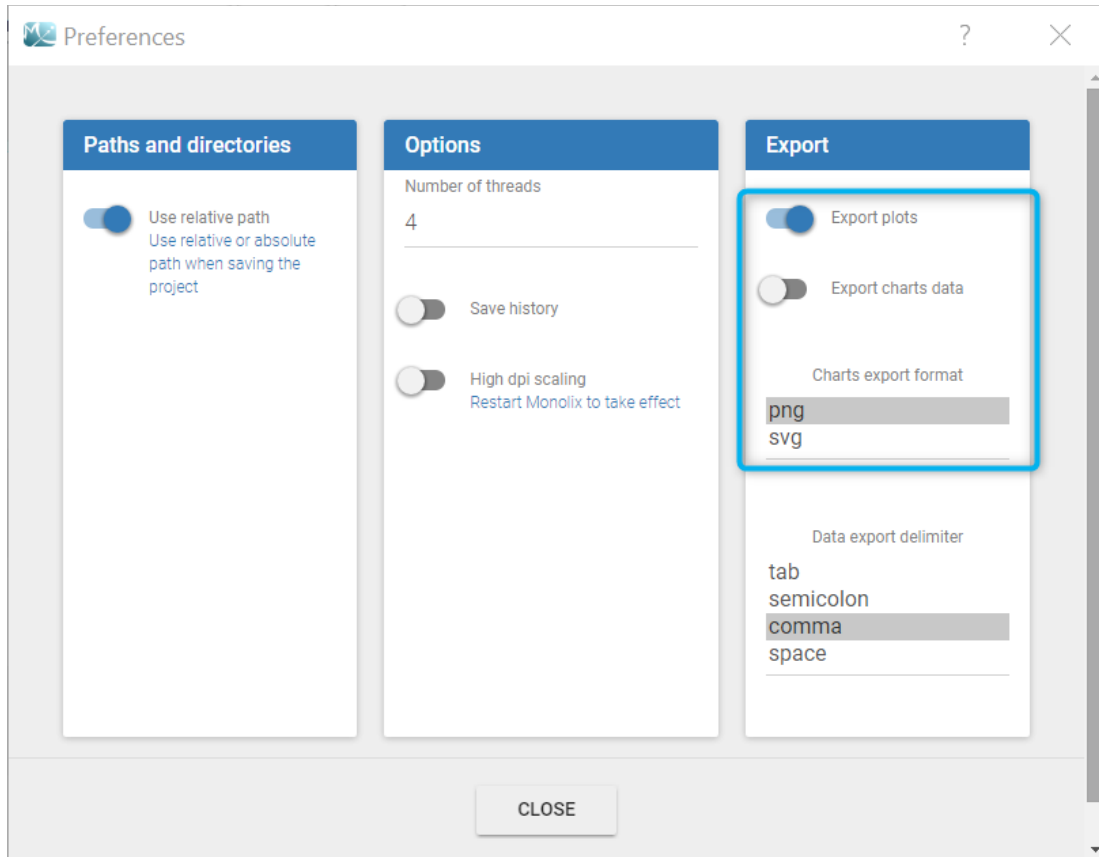 Preferences
?
Paths and directories
Use relative path
Use relative or absolute
path when saving the
project
Options
Number of threads
4
Save history
High dpi scaling
Restart Monolix to take effect
Export
Export plots
Export charts data
Charts export format
png
svg
Data export delimiter
tab
semicolon
comma
space
CLOSE